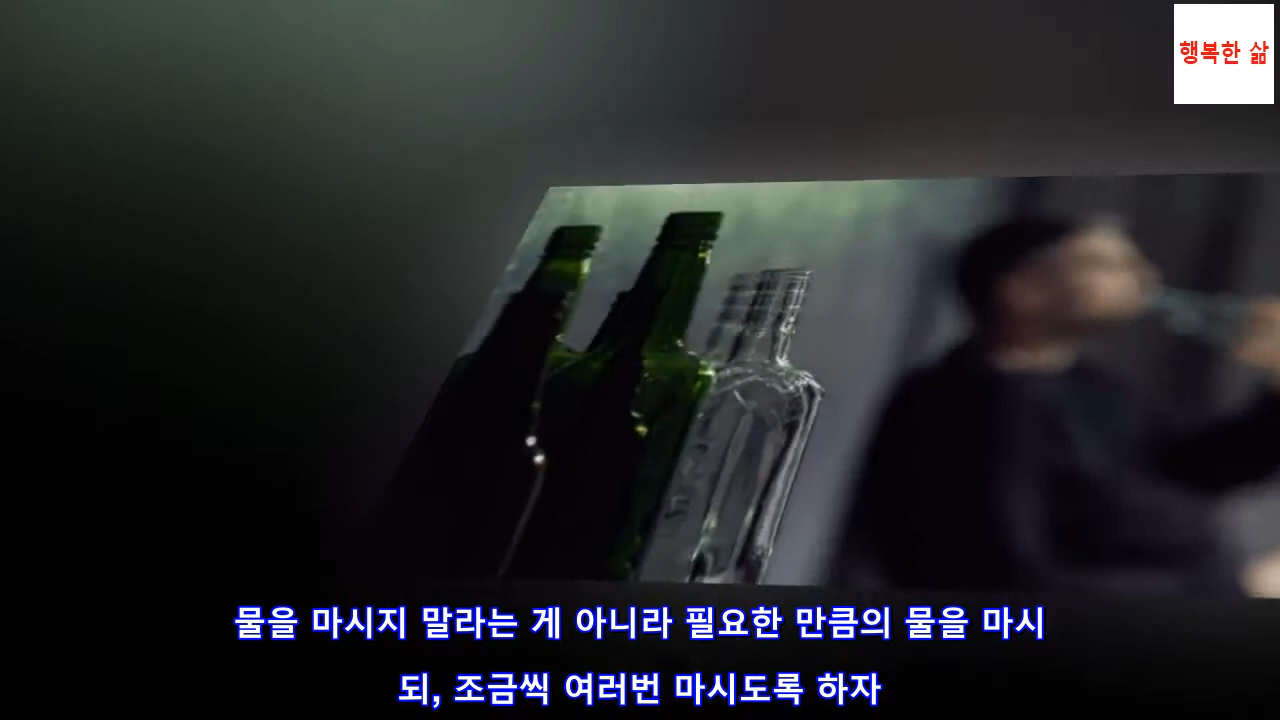 행복한 삶
물을 마시지 말라는 게 아니라 필요한 만큼의 물을 마시
되, 조금씩 여러번 마시도록 하자